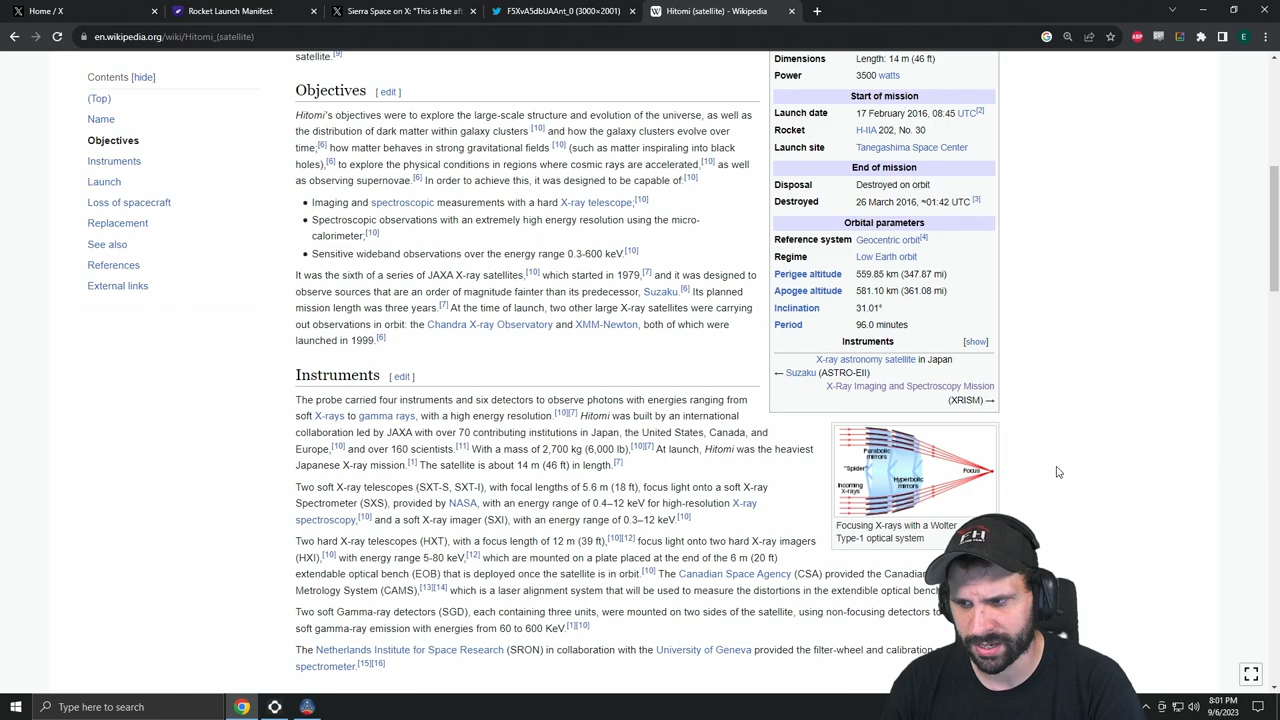 Home / X
Rocket Launch Manifest
Sierra Space on X: "This is the aft
F5XvA5dbUAAnt_0 (3000×2001)
Hitomi (satellite) - Wikipedia
en.wikipedia.org/wiki/Hitomi_(satellite)
ABP
E
satellite.[9]
Contents [hide]
(Top)
Name
Objectives
Instruments
Launch
Loss of spacecraft
Replacement
See also
References
External links
Objectives [ edit ]
Hitomi's objectives were to explore the large-scale structure and evolution of the universe, as well as
the distribution of dark matter within galaxy clusters [10] and how the galaxy clusters evolve over
time,[6] how matter behaves in strong gravitational fields [10] (such as matter inspiraling into black
holes),[6] to explore the physical conditions in regions where cosmic rays are accelerated,[10] as well
as observing supernovae.[6] In order to achieve this, it was designed to be capable of:[10]
• Imaging and spectroscopic measurements with a hard X-ray telescope;[10]
• Spectroscopic observations with an extremely high energy resolution using the micro-
calorimeter;[10]
• Sensitive wideband observations over the energy range 0.3-600 keV.[10]
It was the sixth of a series of JAXA X-ray satellites,[10] which started in 1979,[7] and it was designed to
observe sources that are an order of magnitude fainter than its predecessor, Suzaku.[6] Its planned
mission length was three years.[7] At the time of launch, two other large X-ray satellites were carrying
out observations in orbit: the Chandra X-ray Observatory and XMM-Newton, both of which were
launched in 1999.[6]
Instruments [ edit ]
The probe carried four instruments and six detectors to observe photons with energies ranging from
soft X-rays to gamma rays, with a high energy resolution.[10][7] Hitomi was built by an international
collaboration led by JAXA with over 70 contributing institutions in Japan, the United States, Canada, and
Europe,[10] and over 160 scientists.[11] With a mass of 2,700 kg (6,000 lb),[10][7] At launch, Hitomi was the heaviest
Japanese X-ray mission.[1] The satellite is about 14 m (46 ft) in length.[7]
Two soft X-ray telescopes (SXT-S, SXT-I), with focal lengths of 5.6 m (18 ft), focus light onto a soft X-ray
Spectrometer (SXS), provided by NASA, with an energy range of 0.4–12 keV for high-resolution X-ray
spectroscopy,[10] and a soft X-ray imager (SXI), with an energy range of 0.3–12 keV.[10]
Two hard X-ray telescopes (HXT), with a focus length of 12 m (39 ft),[10][12] focus light onto two hard X-ray imagers
(HXI),[10] with energy range 5-80 keV,[12] which are mounted on a plate placed at the end of the 6 m (20 ft)
extendable optical bench (EOB) that is deployed once the satellite is in orbit.[10] The Canadian Space Agency (CSA) provided the Canadian
Metrology System (CAMS),[13][14] which is a laser alignment system that will be used to measure the distortions in the extendible optical
Two soft Gamma-ray detectors (SGD), each containing three units, were mounted on two sides of the satellite, using non-focusing detectors to
soft gamma-ray emission with energies from 60 to 600 KeV.[1][10]
The Netherlands Institute for Space Research (SRON) in collaboration with the University of Geneva provided the filter-wheel and calibration
spectrometer.[15][16]
Dimensions Length: 14 m (46 ft)
Power 3500 watts
Start of mission
Launch date 17 February 2016, 08:45 UTC[2]
Rocket H-IIA 202, No. 30
Launch site Tanegashima Space Center
End of mission
Disposal Destroyed on orbit
Destroyed 26 March 2016, ≈01:42 UTC [3]
Orbital parameters
Reference system Geocentric orbit[4]
Regime Low Earth orbit
Perigee altitude 559.85 km (347.87 mi)
Apogee altitude 581.10 km (361.08 mi)
Inclination 31.01°
Period 96.0 minutes
Instruments [show]
X-ray astronomy satellite in Japan
← Suzaku (ASTRO-EII)
X-Ray Imaging and Spectroscopy Mission
(XRISM) →
Parabolic
mirrors
"Spider"
Focus
Hyperbolic
mirrors
Incoming
X-rays
Focusing X-rays with a Wolter
Type-1 optical system
Type here to search
8:01 PM
9/6/2023